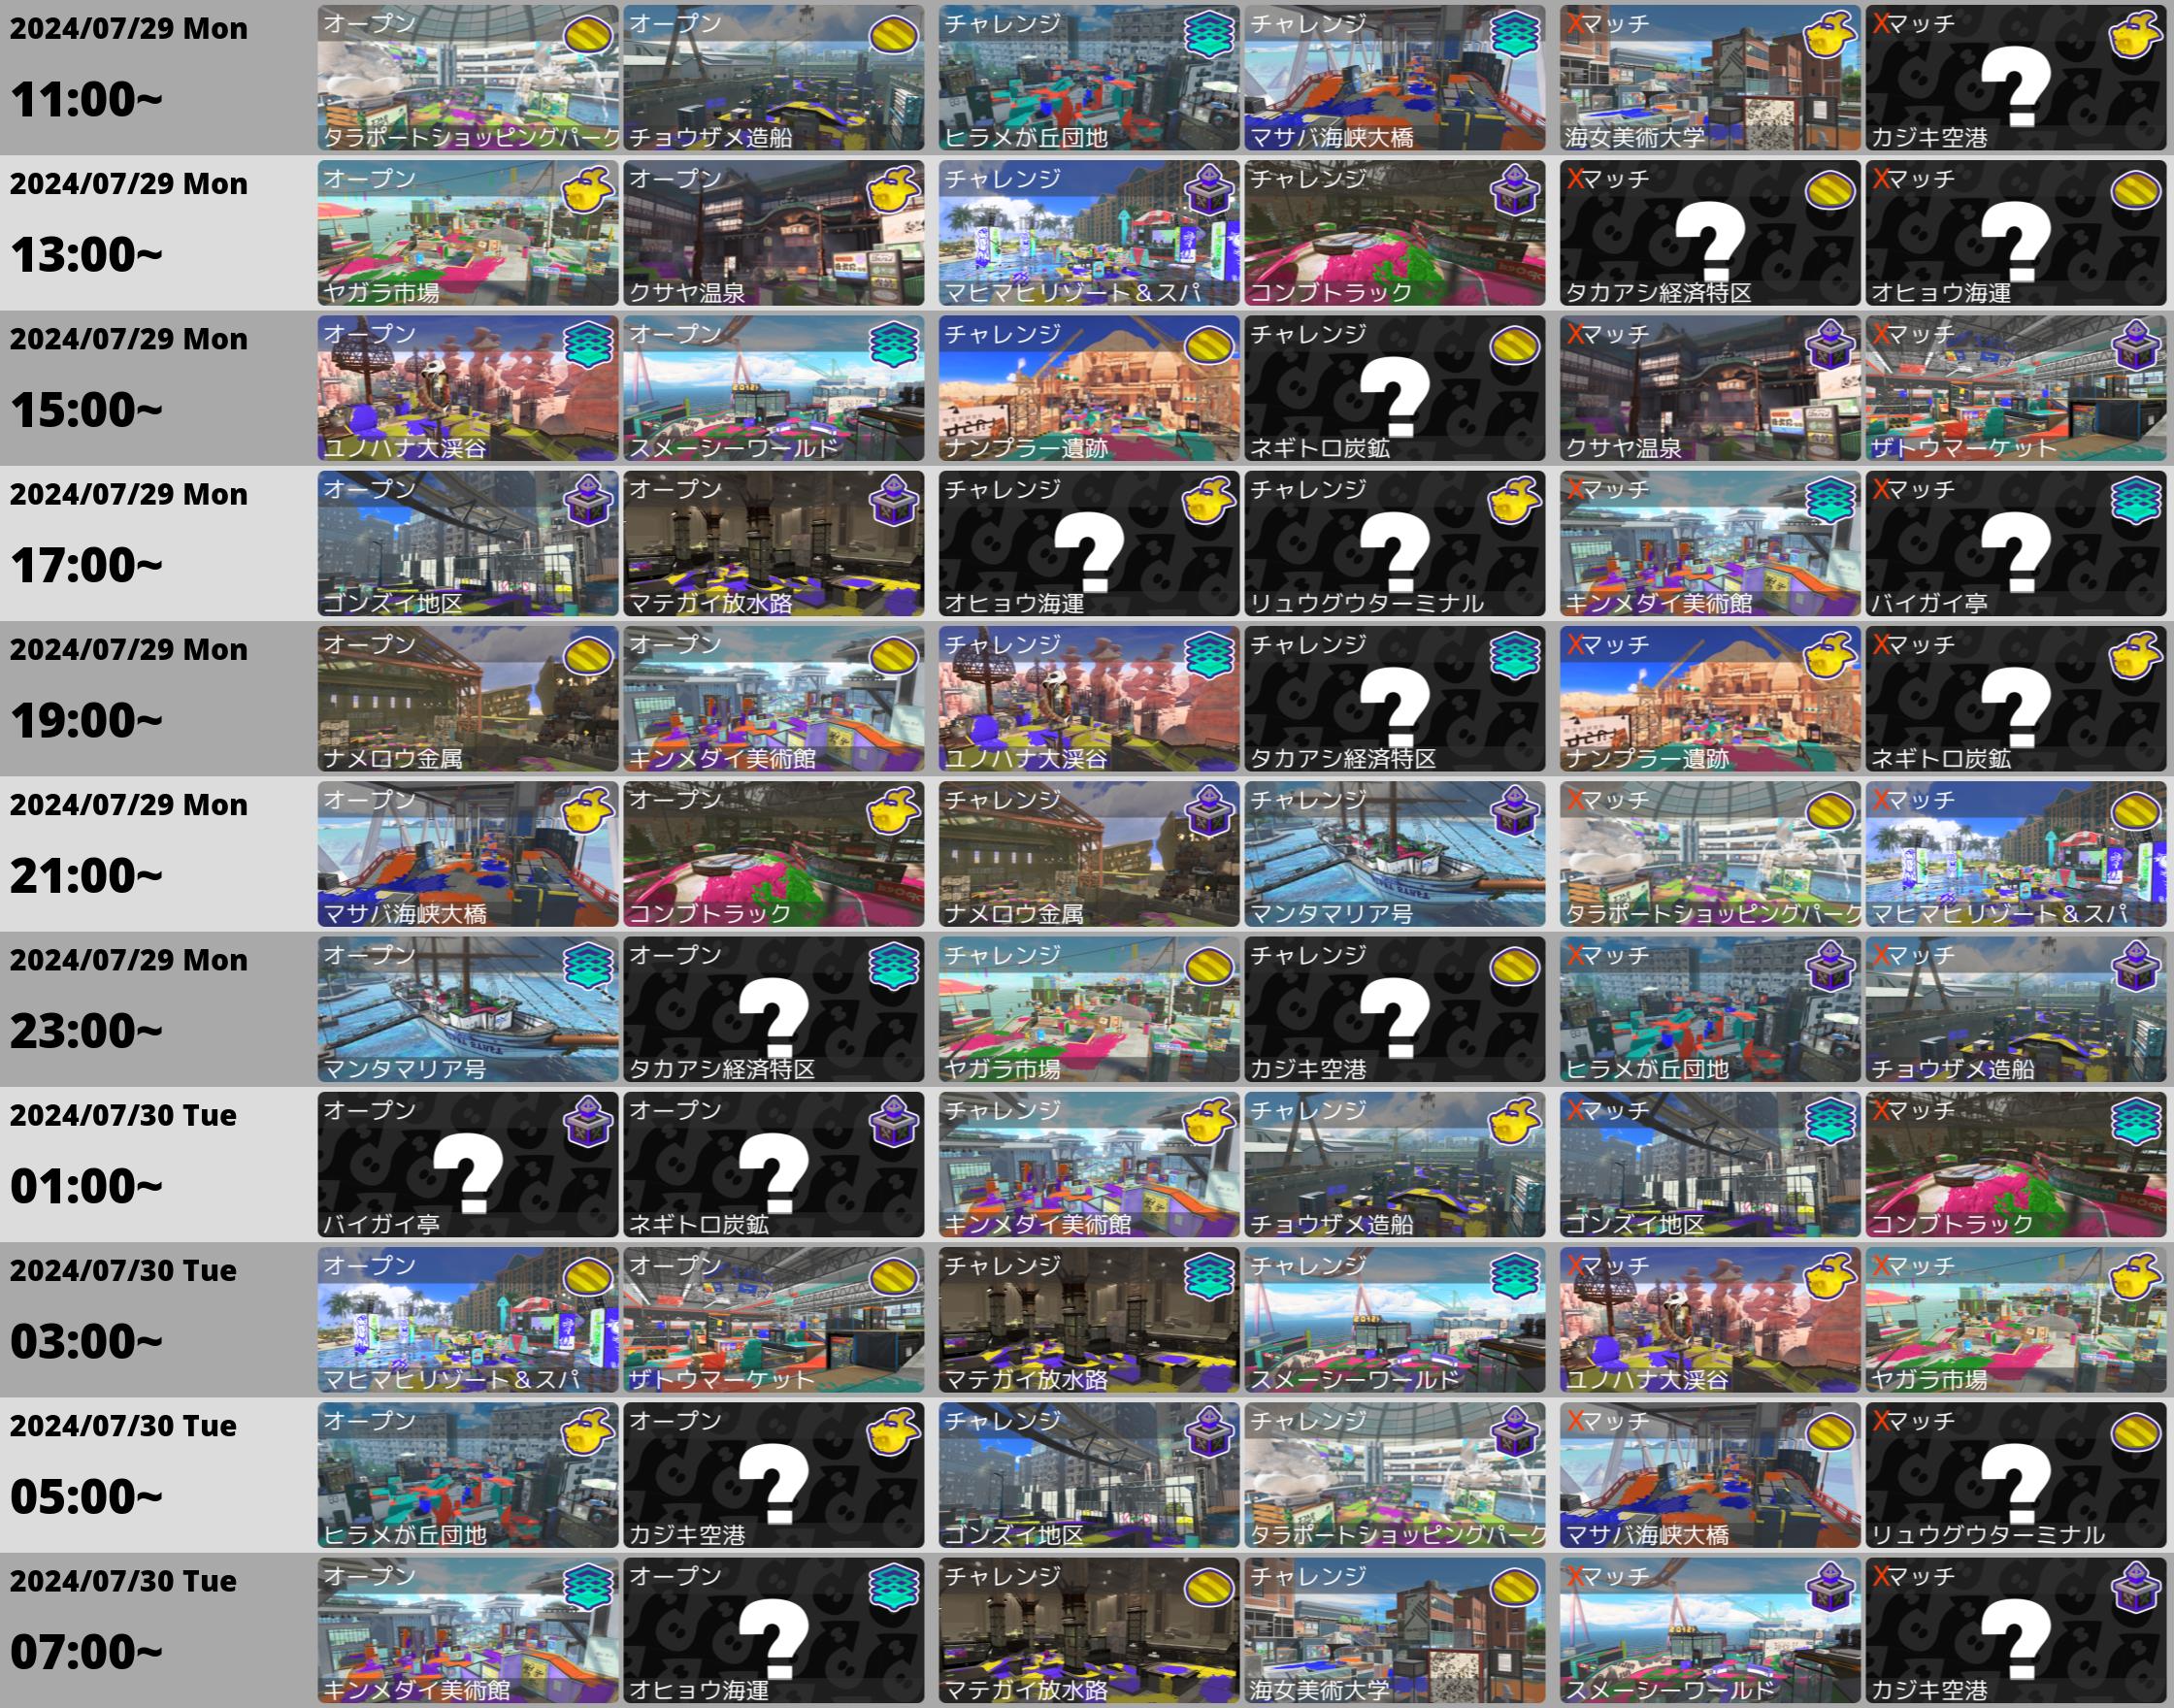 2024/07/29 Mon
11:00~
オープン
タラポートショッピングパーク
オープン
チョウザメ造船
チャレンジ
ヒラメが丘団地
チャレンジ
マサバ海峡大橋
Xマッチ
海女美術大学
Xマッチ
カジキ空港
2024/07/29 Mon
13:00~
オープン
ヤガラ市場
オープン
クサヤ温泉
チャレンジ
マヒマヒリゾート＆スパ
チャレンジ
コンブトラック
Xマッチ
タカアシ経済特区
Xマッチ
オヒョウ海運
2024/07/29 Mon
15:00~
オープン
ユノハナ大渓谷
オープン
スメーシーワールド
チャレンジ
ナンプラー遺跡
チャレンジ
ネギトロ炭鉱
Xマッチ
クサヤ温泉
Xマッチ
ザトウマーケット
2024/07/29 Mon
17:00~
オープン
ゴンズイ地区
オープン
マテガイ放水路
チャレンジ
オヒョウ海運
チャレンジ
リュウグウターミナル
Xマッチ
キンメダイ美術館
Xマッチ
バイガイ亭
2024/07/29 Mon
19:00~
オープン
ナメロウ金属
オープン
キンメダイ美術館
チャレンジ
ユノハナ大渓谷
チャレンジ
タカアシ経済特区
Xマッチ
ナンプラー遺跡
Xマッチ
ネギトロ炭鉱
2024/07/29 Mon
21:00~
オープン
マサバ海峡大橋
オープン
コンブトラック
チャレンジ
ナメロウ金属
チャレンジ
マンタマリア号
Xマッチ
タラポートショッピングパーク
Xマッチ
マヒマヒリゾート＆スパ
2024/07/29 Mon
23:00~
オープン
マンタマリア号
オープン
タカアシ経済特区
チャレンジ
ヤガラ市場
チャレンジ
カジキ空港
Xマッチ
ヒラメが丘団地
Xマッチ
チョウザメ造船
2024/07/30 Tue
01:00~
オープン
バイガイ亭
オープン
ネギトロ炭鉱
チャレンジ
キンメダイ美術館
チャレンジ
チョウザメ造船
Xマッチ
ゴンズイ地区
Xマッチ
コンブトラック
2024/07/30 Tue
03:00~
オープン
マヒマヒリゾート＆スパ
オープン
ザトウマーケット
チャレンジ
マテガイ放水路
チャレンジ
スメーシーワールド
Xマッチ
ユノハナ大渓谷
Xマッチ
ヤガラ市場
2024/07/30 Tue
05:00~
オープン
ヒラメが丘団地
オープン
カジキ空港
チャレンジ
ゴンズイ地区
チャレンジ
タラポートショッピングパーク
Xマッチ
マサバ海峡大橋
Xマッチ
リュウグウターミナル
2024/07/30 Tue
07:00~
オープン
キンメダイ美術館
オープン
オヒョウ海運
チャレンジ
マテガイ放水路
チャレンジ
海女美術大学
Xマッチ
スメーシーワールド
Xマッチ
カジキ空港